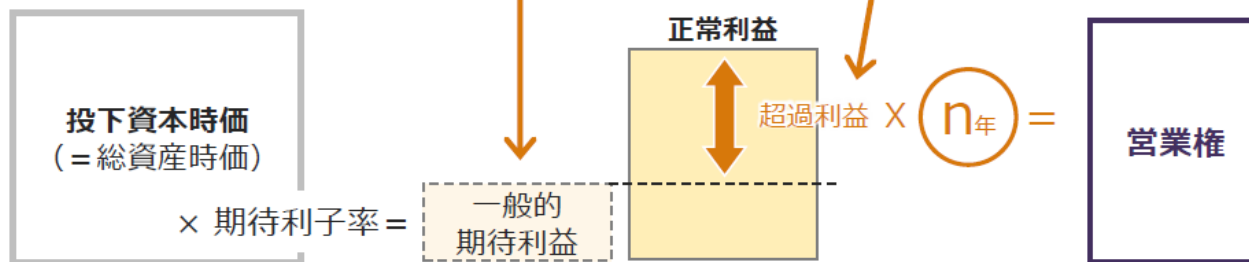 正常利益
投下資本時価
（＝総資産時価）
超過利益 X n年 =
営業権
× 期待利子率＝
一般的
期待利益